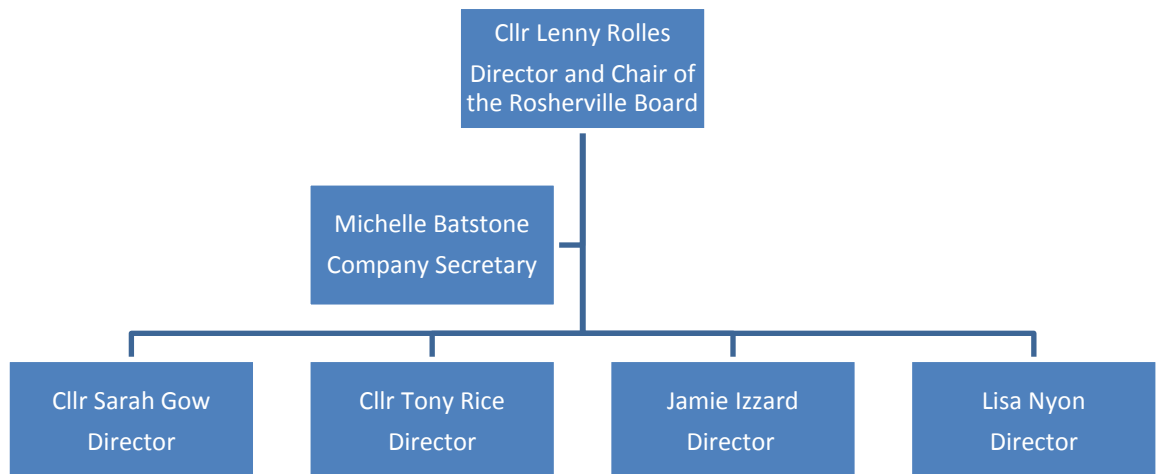 Cllr Lenny Rolles
Director and Chair of
the Rosherville Board
Michelle Batstone
Company Secretary
Cllr Sarah Gow
Director
Cllr Tony Rice
Director
Jamie Izzard
Director
Lisa Nyon
Director